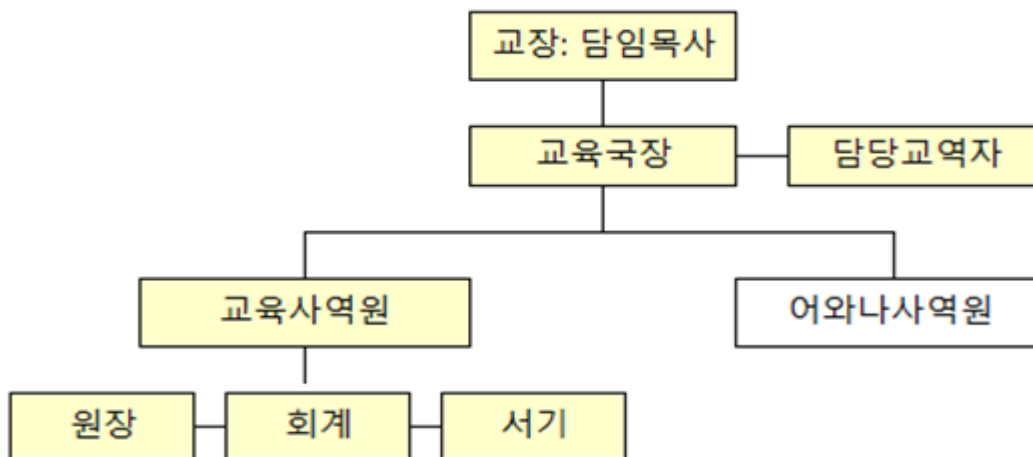 교장: 담임목사
교육국장
담당교역자
교육사역원
어와나사역원
원장
회계
서기